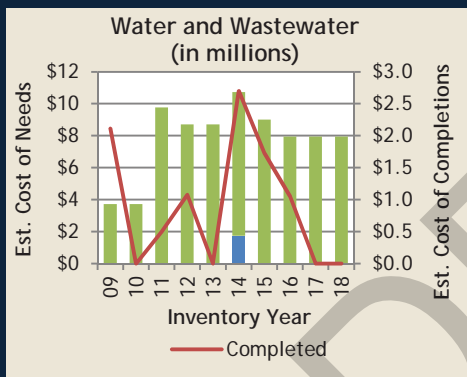 Water and Wastewater
(in millions)
Est. Cost of Needs
$12
$10
$8
$6
$4
$2
$0
$3.0
$2.5
$2.0
$1.5
$1.0
$0.5
$0.0
Est. Cost of Completions
09 10 11 12 13 14 15 16 17 18
Inventory Year
Completed